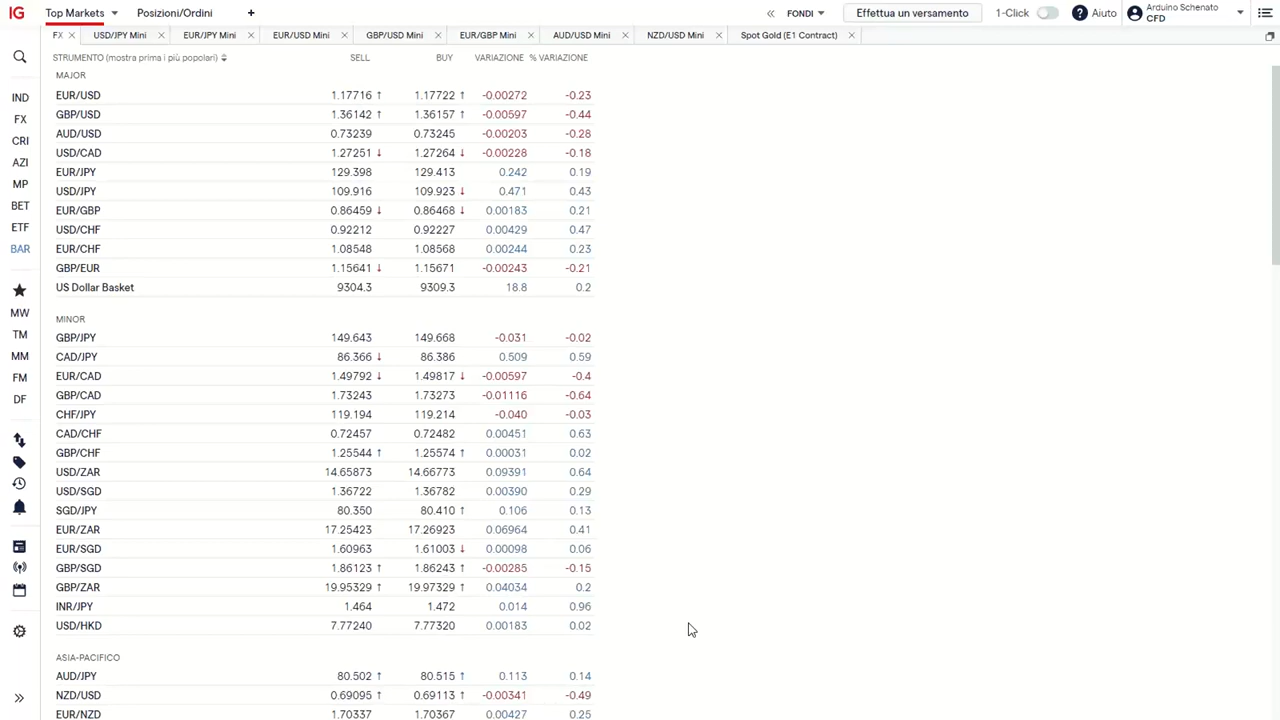 IG Top Markets Posizioni/Ordini + « FONDI Effettua un versamento 1-Click ? Aiuto Arduino Schenato
CFD
FX × USD/JPY Mini × EUR/JPY Mini × EUR/USD Mini × GBP/USD Mini × EUR/GBP Mini × AUD/USD Mini × NZD/USD Mini × Spot Gold (E1 Contract) ×
STRUMENTO (mostra prima i più popolari) SELL BUY VARIAZIONE % VARIAZIONE
MAJOR
IND
FX
CRI
AZI
MP
BET
ETF
BAR
MW
TM
MM
FM
DF
»
EUR/USD 1.17716 ↑ 1.17722 ↑ -0.00272 -0.23
GBP/USD 1.36142 ↑ 1.36157 ↑ -0.00597 -0.44
AUD/USD 0.73239 0.73245 -0.00203 -0.28
USD/CAD 1.27251 ↓ 1.27264 ↓ -0.00228 -0.18
EUR/JPY 129.398 129.413 0.242 0.19
USD/JPY 109.916 109.923 ↓ 0.471 0.43
EUR/GBP 0.86459 ↓ 0.86468 ↓ 0.00183 0.21
USD/CHF 0.92212 0.92227 0.00429 0.47
EUR/CHF 1.08548 1.08568 0.00244 0.23
GBP/EUR 1.15641 ↓ 1.15671 -0.00243 -0.21
US Dollar Basket 9304.3 9309.3 18.8 0.2
MINOR
GBP/JPY 149.643 149.668 -0.031 -0.02
CAD/JPY 86.366 ↓ 86.386 0.509 0.59
EUR/CAD 1.49792 ↓ 1.49817 ↓ -0.00597 -0.4
GBP/CAD 1.73243 1.73273 -0.01116 -0.64
CHF/JPY 119.194 119.214 -0.040 -0.03
CAD/CHF 0.72457 0.72482 0.00451 0.63
GBP/CHF 1.25544 ↑ 1.25574 ↑ 0.00031 0.02
USD/ZAR 14.65873 14.66773 0.09391 0.64
USD/SGD 1.36722 1.36782 0.00390 0.29
SGD/JPY 80.350 80.410 ↑ 0.106 0.13
EUR/ZAR 17.25423 17.26923 0.06964 0.41
EUR/SGD 1.60963 1.61003 ↓ 0.00098 0.06
GBP/SGD 1.86123 ↑ 1.86243 ↑ -0.00285 -0.15
GBP/ZAR 19.95329 ↑ 19.97329 ↑ 0.04034 0.2
INR/JPY 1.464 1.472 0.014 0.96
USD/HKD 7.77240 7.77320 0.00183 0.02
ASIA-PACIFICO
AUD/JPY 80.502 ↑ 80.515 ↑ 0.113 0.14
NZD/USD 0.69095 ↑ 0.69113 ↑ -0.00341 -0.49
EUR/NZD 1.70337 1.70367 0.00427 0.25